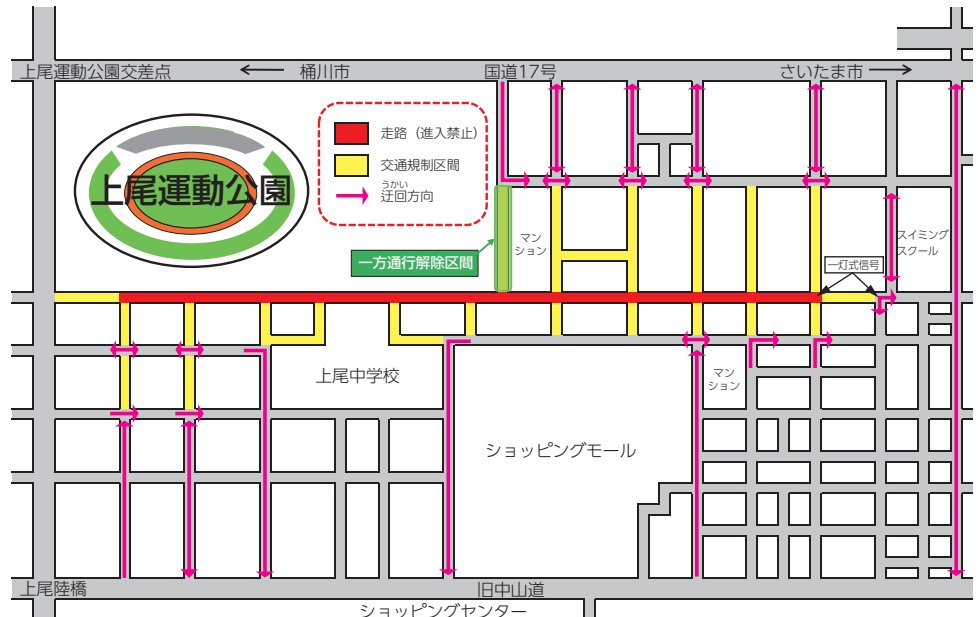 上尾運動公園交差点
桶川市
国道17号
さいたま市
走路（進入禁止）
交通規制区間
うかい
迂回方向
上尾運動公園
一方通行解除区間
マン
ション
スイミング
スクール
一灯式信号
上尾中学校
マン
ション
ショッピングモール
上尾陸橋
旧中山道
ショッピングセンター